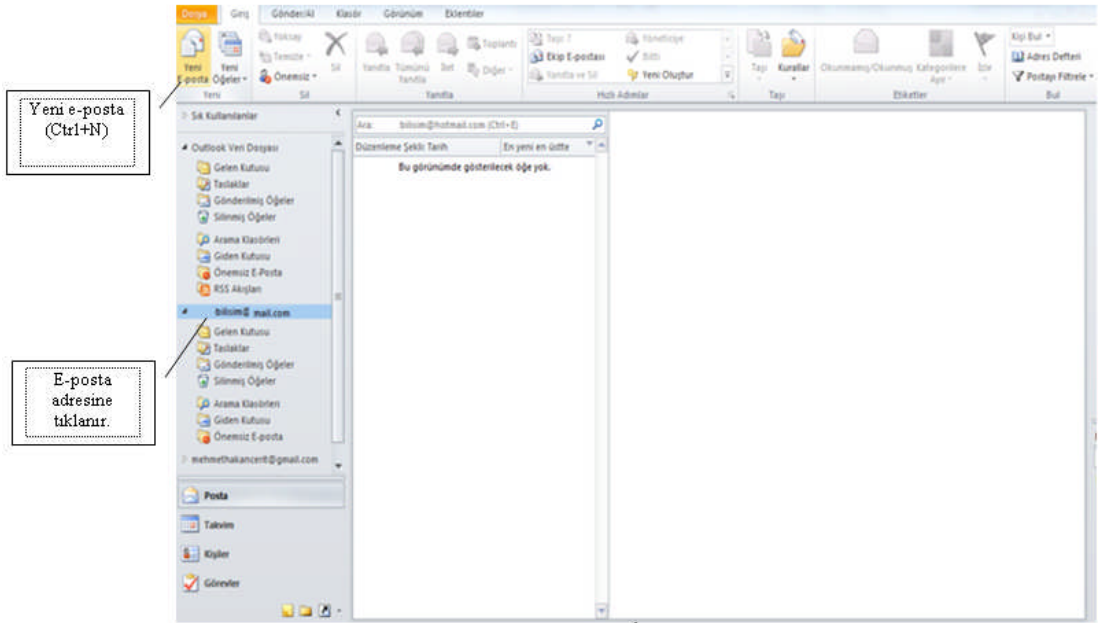 Dosya Giriş Gönder/Al Klasör Görünüm Eklentiler
Yeni E-posta
Yeni Öğeler
Yoksay
Temizle
Önemsiz
Sil
Yanıtla
Tümünü Yanıtla
İlet
Toplantı
Diğer
Taşı: ?
Ekip E-postası
Yanıtla ve Sil
Yöneticiye
Bitti
Yeni Oluştur
Taşı
Kurallar
Okunmamış/Okunmuş
Kategorilere Ayır
İzle
Kişi Bul
Adres Defteri
Postayı Filtrele
Yeni Sil Yanıtla Hızlı Adımlar Taşı Etiketler Bul
Yeni e-posta
(Ctrl+N)
Sık Kullanılanlar
Outlook Veri Dosyası
Gelen Kutusu
Taslaklar
Gönderilmiş Öğeler
Silinmiş Öğeler
Arama Klasörleri
Giden Kutusu
Önemsiz E-Posta
RSS Akışları
bilisim@ mail.com
Gelen Kutusu
Taslaklar
Gönderilmiş Öğeler
Silinmiş Öğeler
Arama Klasörleri
Giden Kutusu
Önemsiz E-posta
mehmethakancerit@gmail.com
E-posta
adresine
tıklanır.
Posta
Takvim
Kişiler
Görevler
Ara: bilisim@hotmail.com (Ctrl+E)
Düzenleme Şekli: Tarih En yeni en üstte
Bu görünümde gösterilecek öğe yok.